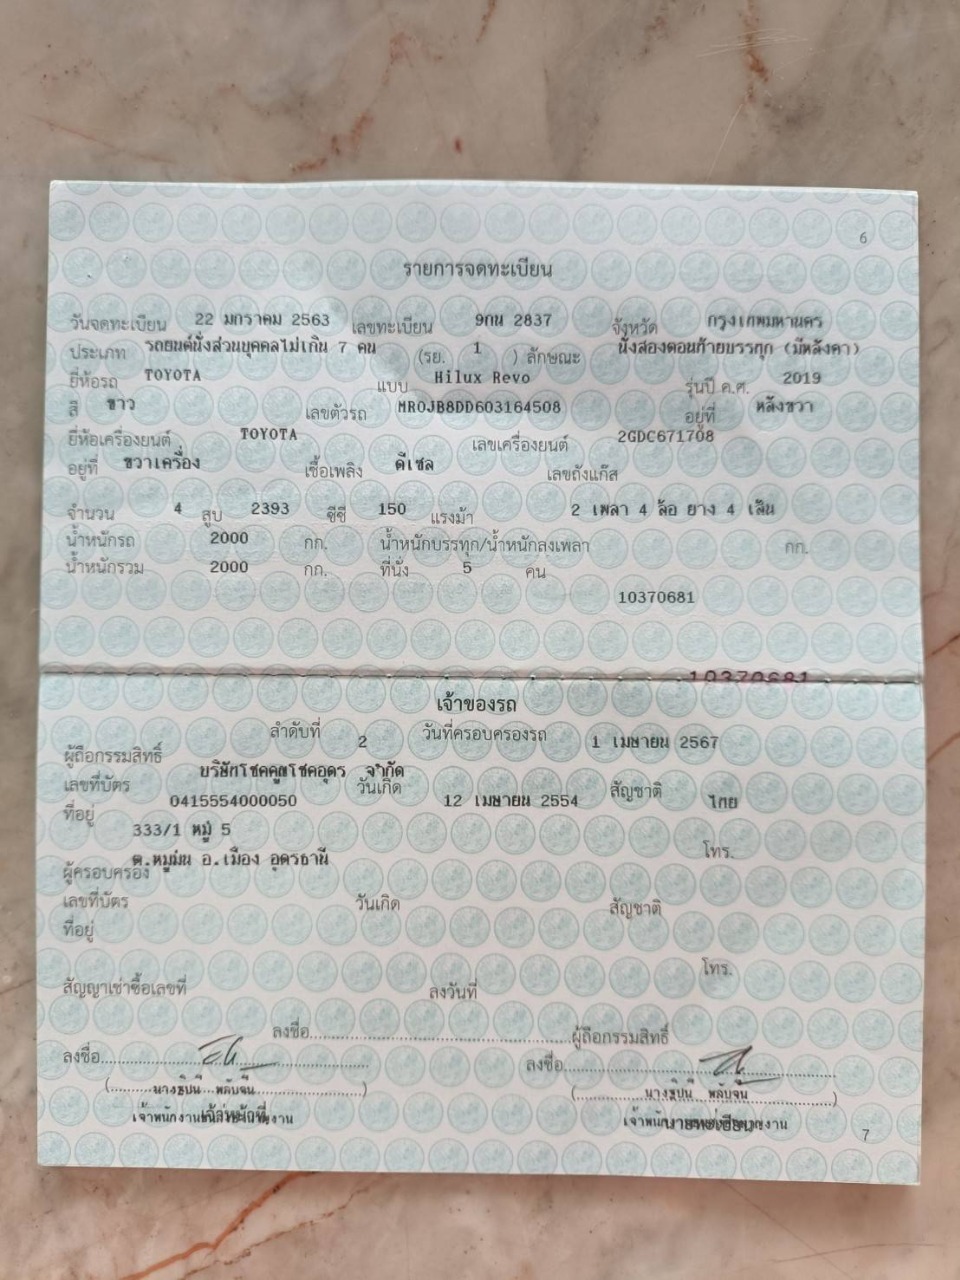 6
รายการจดทะเบียน
วันจดทะเบียน 22 มกราคม 2563 เลขทะเบียน 9กน 2837 จังหวัด กรุงเทพมหานคร
ประเภท รถยนต์นั่งส่วนบุคคลไม่เกิน 7 คน (รย. 1 ) ลักษณะ นั่งสองตอนท้ายบรรทุก (มีหลังคา)
ยี่ห้อรถ TOYOTA แบบ Hilux Revo รุ่นปี ค.ศ. 2019
สี ขาว เลขตัวรถ MR0JB8DD603164508 อยู่ที่ หลังขวา
ยี่ห้อเครื่องยนต์ TOYOTA เลขเครื่องยนต์ 2GDC671708
อยู่ที่ ขวาเครื่อง เชื้อเพลิง ดีเซล เลขถังแก๊ส
จำนวน 4 สูบ 2393 ซีซี 150 แรงม้า 2 เพลา 4 ล้อ ยาง 4 เส้น
น้ำหนักรถ 2000 กก. น้ำหนักบรรทุก/น้ำหนักลงเพลา กก.
น้ำหนักรวม 2000 กก. ที่นั่ง 5 คน
10370681
10370681
เจ้าของรถ
ลำดับที่ 2 วันที่ครอบครองรถ 1 เมษายน 2567
ผู้ถือกรรมสิทธิ์ บริษัทโชคคูณโชคอุดร จำกัด
เลขที่บัตร 0415554000050 วันเกิด 12 เมษายน 2554 สัญชาติ ไทย
ที่อยู่ 333/1 หมู่ 5
ต.หมูม่น อ.เมือง อุดรธานี โทร.
ผู้ครอบครอง
เลขที่บัตร วันเกิด สัญชาติ
ที่อยู่
โทร.
สัญญาเช่าซื้อเลขที่ ลงวันที่
ลงชื่อ ผู้ถือกรรมสิทธิ์
ลงชื่อ ลงชื่อ
( พลับจีน ) ( พลับจีน )
7